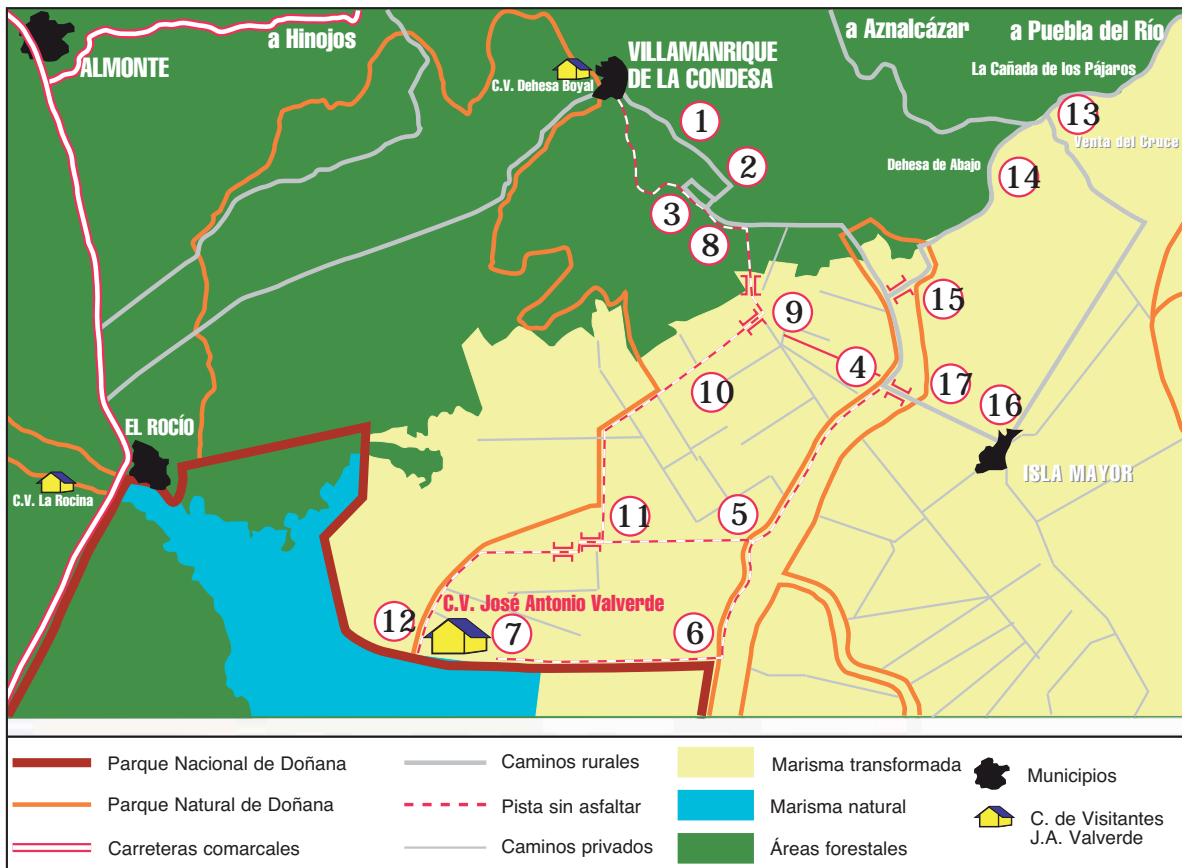 a Hinojos
ALMONTE
C.V. Dehesa Boyal
VILLAMANRIQUE
DE LA CONDESA
a Aznalcázar
a Puebla del Río
La Cañada de los Pájaros
13
Venta del Cruce
1
2
Dehesa de Abajo
14
3
8
9
15
4
10
17
16
EL ROCÍO
C.V. La Rocina
ISLA MAYOR
11
5
C.V. José Antonio Valverde
12
7
6
Parque Nacional de Doñana
Parque Natural de Doñana
Carreteras comarcales
Caminos rurales
Pista sin asfaltar
Caminos privados
Marisma transformada
Marisma natural
Áreas forestales
Municipios
C. de Visitantes
J.A. Valverde